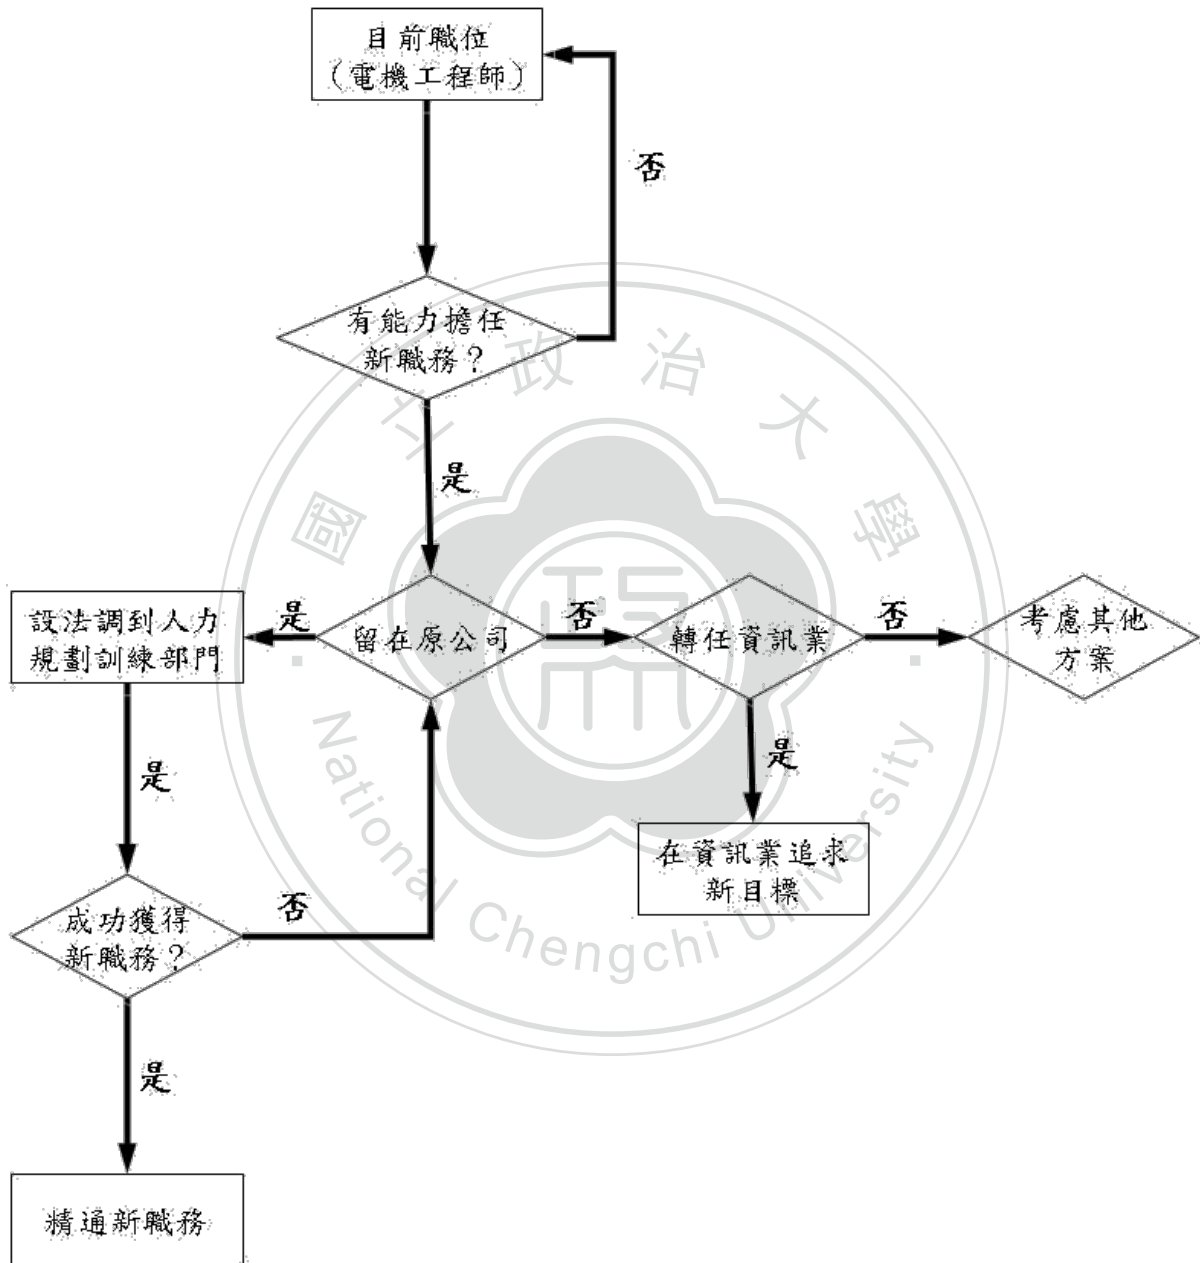 目前職位
（電機工程師）
否
有能力擔任
新職務？
是
設法調到人力
規劃訓練部門
是
留在原公司
否
轉任資訊業
否
考慮其他
方案
是
是
在資訊業追求
新目標
成功獲得
新職務？
否
是
精通新職務
國立政治大學
National Chengchi University